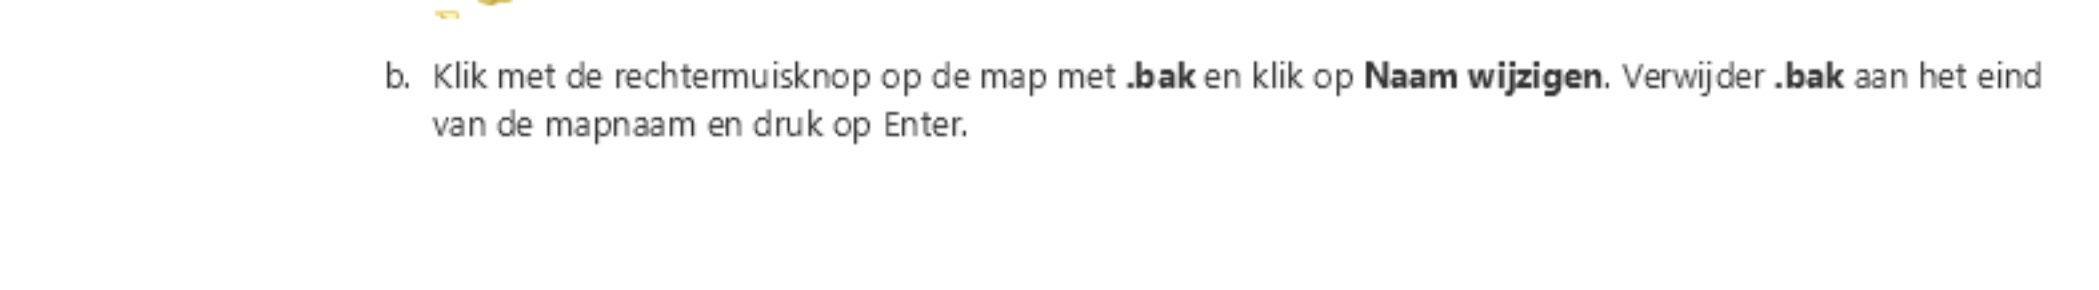 b. Klik met de rechtermuisknop op de map met .bak en klik op Naam wijzigen. Verwijder .bak aan het eind
van de mapnaam en druk op Enter.